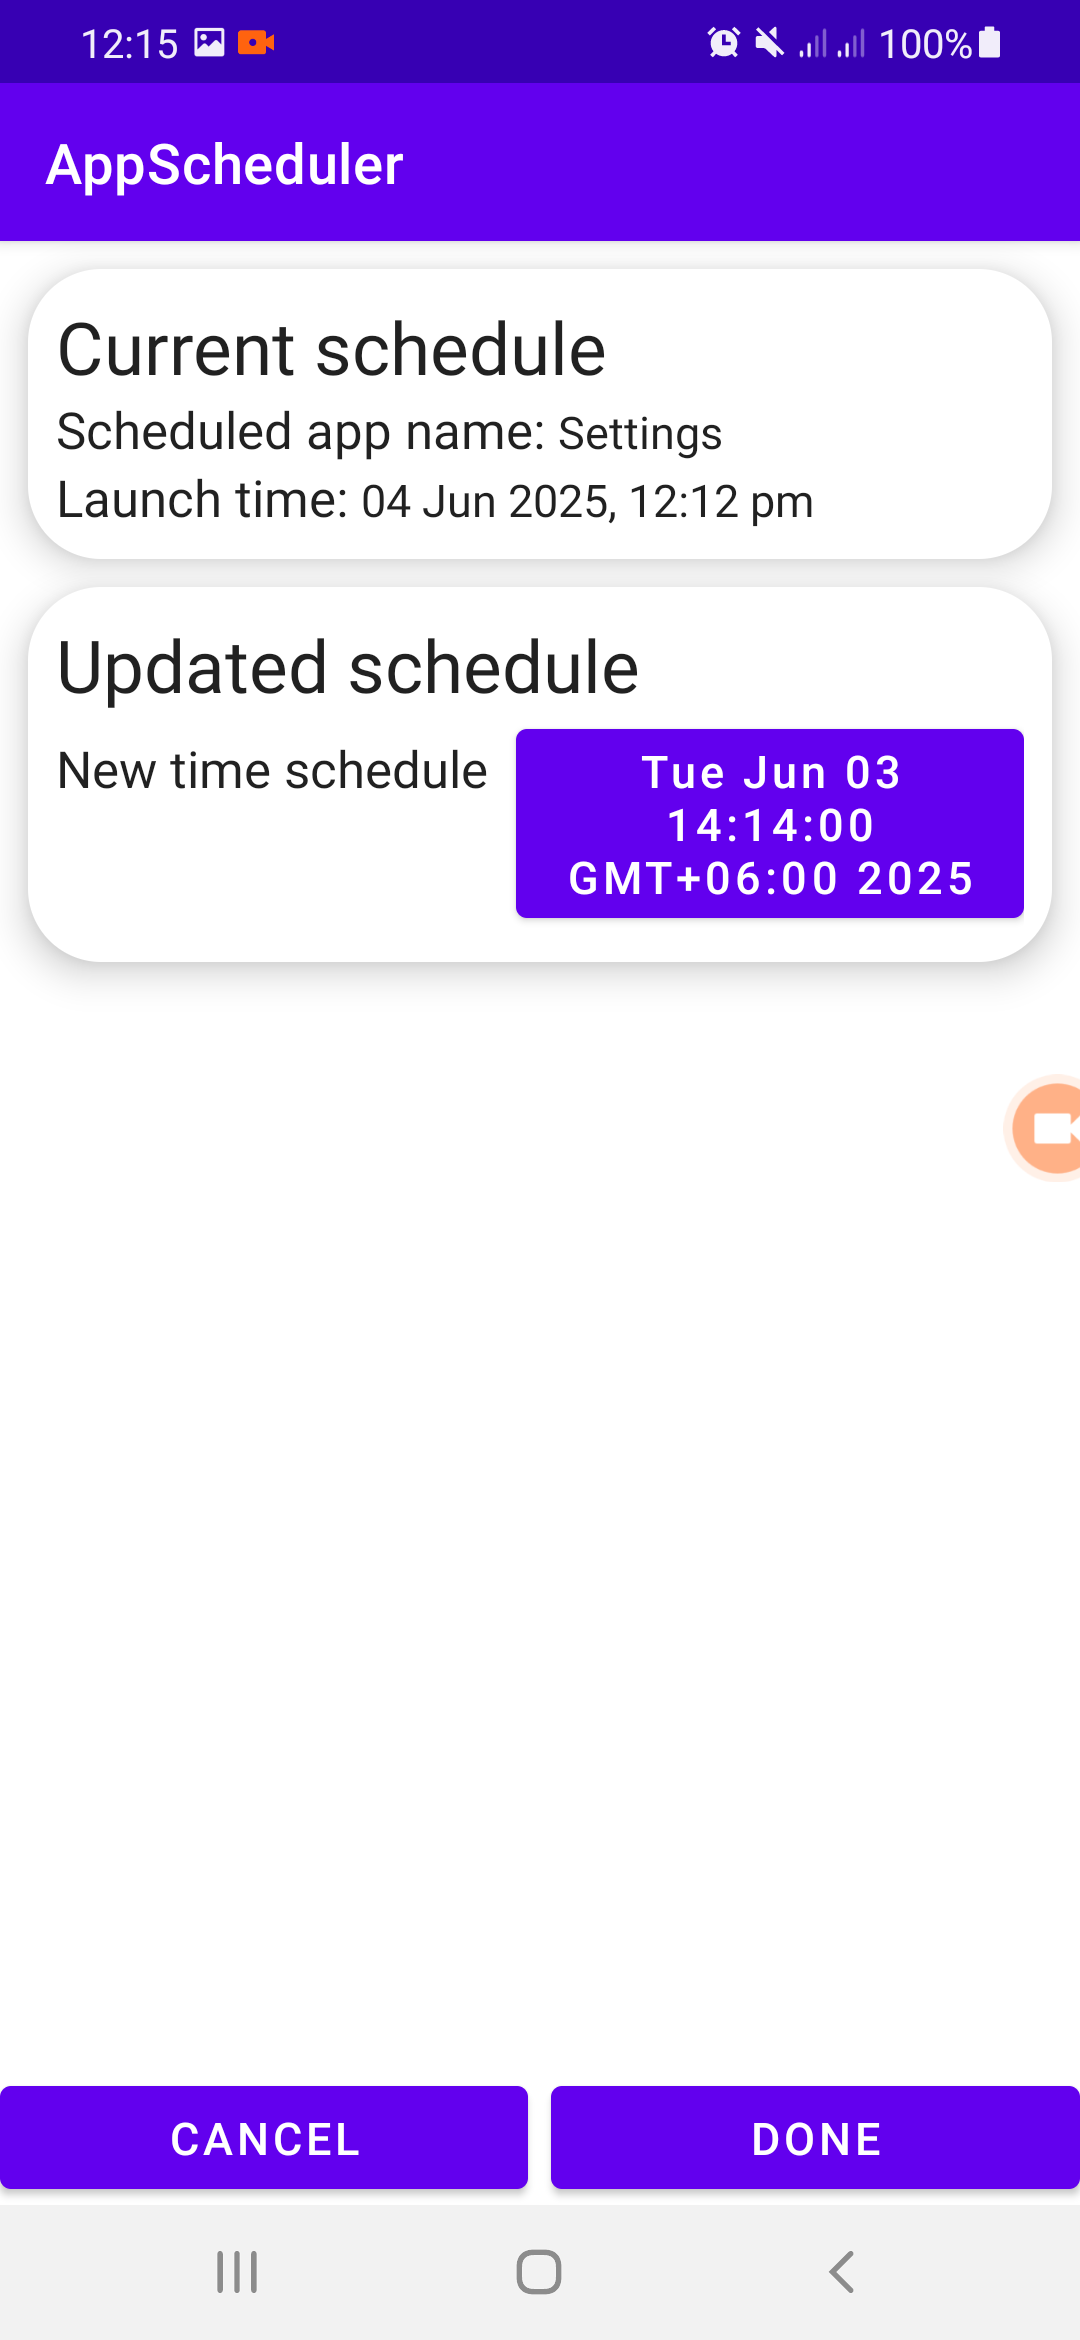 12:15 100%
AppScheduler
Current schedule
Scheduled app name: Settings
Launch time: 04 Jun 2025, 12:12 pm
Updated schedule
New time schedule
Tue Jun 03
14:14:00
GMT+06:00 2025
CANCEL
DONE